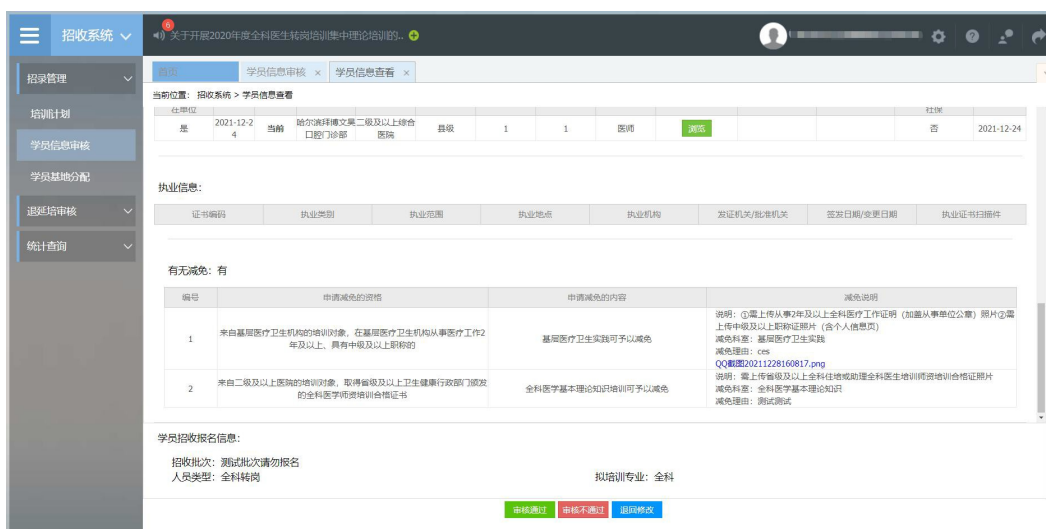 招收系统
6
关于开展2020年度全科医生转岗培训集中理论培训的..
招录管理
培训计划
学员信息审核
学员基地分配
退延培审核
统计查询
首页
学员信息审核 ×
学员信息查看 ×
当前位置: 招收系统 > 学员信息查看
在单位
社保
是
2021-12-2
4
当前
哈尔滨拜博文昊
口腔门诊部
二级及以上综合
医院
县级
1
1
医师
浏览
否
2021-12-24
执业信息:
证书编码
执业类别
执业范围
执业地点
执业机构
发证机关/批准机关
签发日期/变更日期
执业证书扫描件
有无减免: 有
编号
申请减免的资格
申请减免的内容
减免说明
1
来自基层医疗卫生机构的培训对象,在基层医疗卫生机构从事医疗工作2
年及以上、具有中级及以上职称的
基层医疗卫生实践可予以减免
说明: ①需上传从事2年及以上全科医疗工作证明 (加盖从事单位公章) 照片②需
上传中级及以上职称证照片 (含个人信息页)
减免科室: 基层医疗卫生实践
减免理由: ces
QQ截图20211228160817.png
2
来自二级及以上医院的培训对象,取得省级及以上卫生健康行政部门颁发
的全科医学师资培训合格证书
全科医学基本理论知识培训可予以减免
说明: 需上传省级及以上全科住培或助理全科医生培训师资培训合格证照片
减免科室: 全科医学基本理论知识
减免理由: 测试测试
学员招收报名信息:
招收批次: 测试批次请勿报名
人员类型: 全科转岗
拟培训专业: 全科
审核通过
审核不通过
退回修改